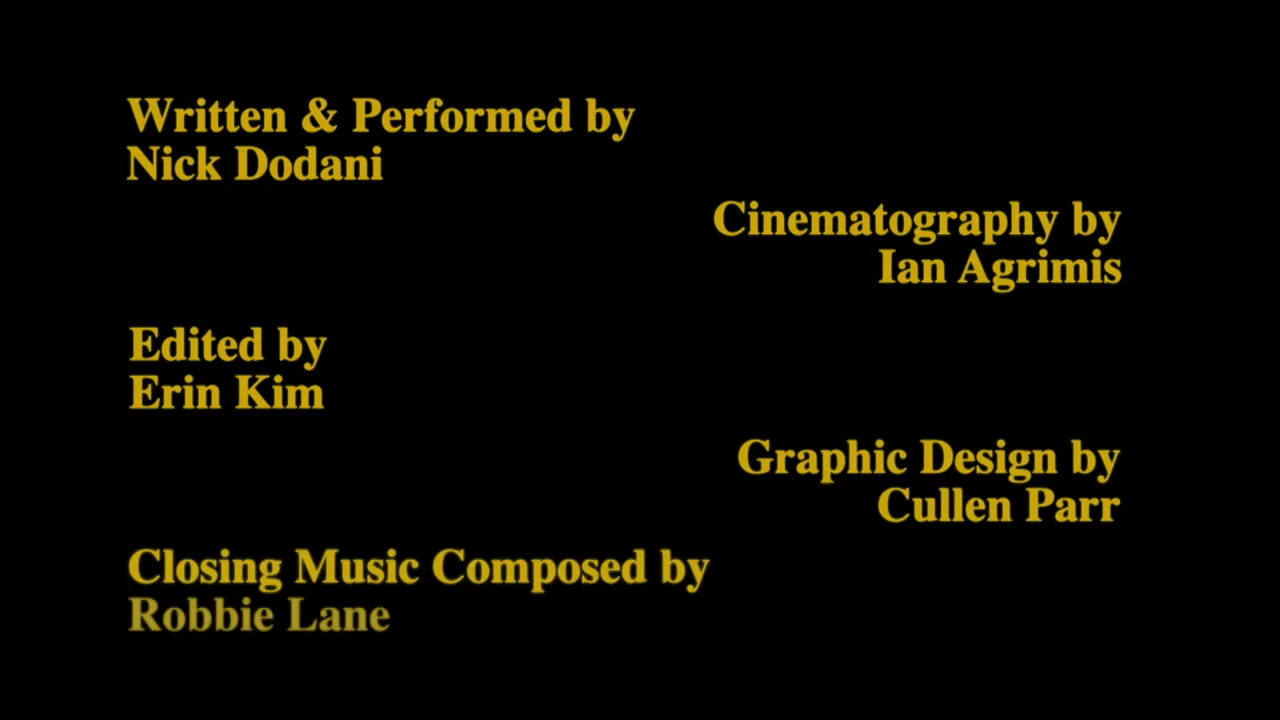 Written & Performed by
Nick Dodani
Cinematography by
Ian Agrimis
Edited by
Erin Kim
Graphic Design by
Cullen Parr
Closing Music Composed by
Robbie Lane